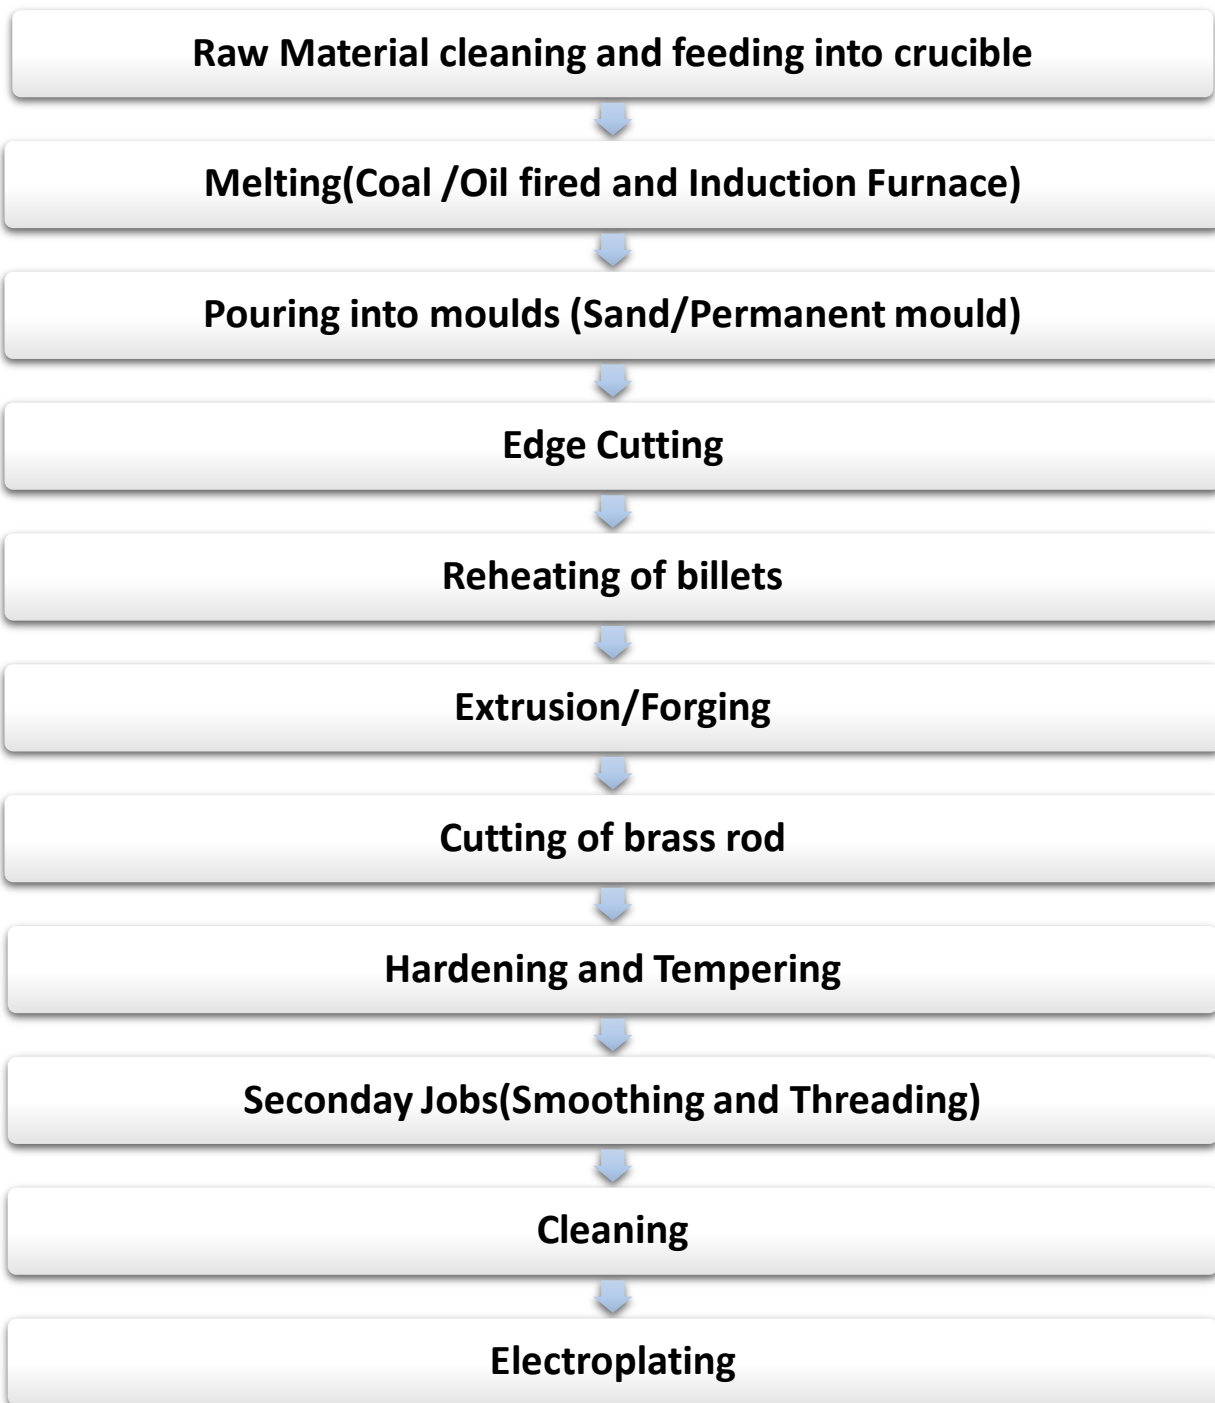 Raw Material cleaning and feeding into crucible
Melting(Coal /Oil fired and Induction Furnace)
Pouring into moulds (Sand/Permanent mould)
Edge Cutting
Reheating of billets
Extrusion/Forging
Cutting of brass rod
Hardening and Tempering
Seconday Jobs(Smoothing and Threading)
Cleaning
Electroplating